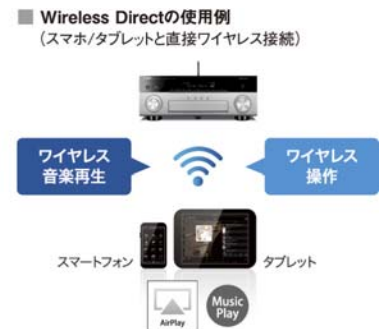 ■ Wireless Directの使用例
(スマホ/タブレットと直接ワイヤレス接続)
ワイヤレス
音楽再生
ワイヤレス
操作
スマートフォン
タブレット
AirPlay
Music
Play